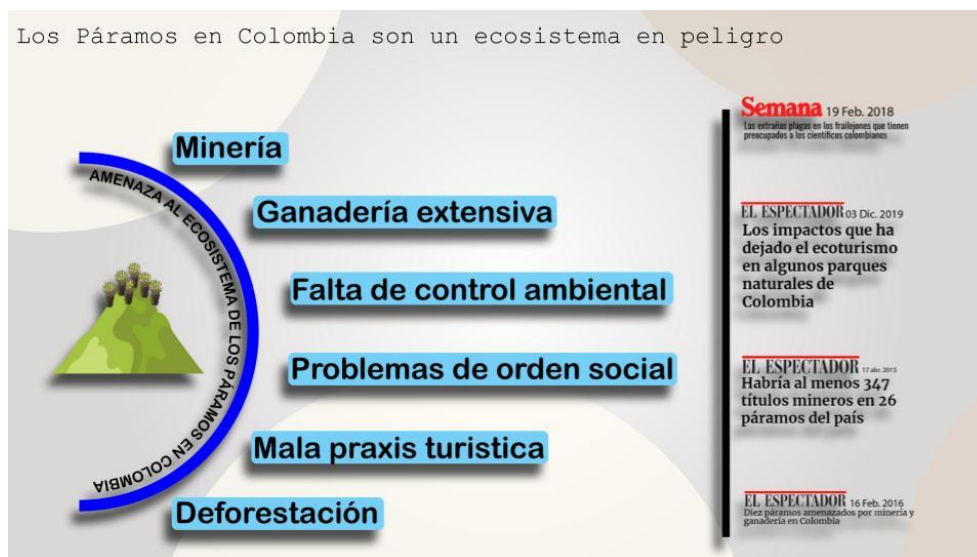 Los Páramos en Colombia son un ecosistema en peligro
AMENAZA AL ECOSISTEMA DE LOS PÁRAMOS EN COLOMBIA
Minería
Ganadería extensiva
Falta de control ambiental
Problemas de orden social
Mala praxis turistica
Deforestación
Semana 19 Feb. 2018
Las extrañas plagas en los frailejones que tienen
preocupados a los científicos colombianos
EL ESPECTADOR 03 Dic. 2019
Los impactos que ha
dejado el ecoturismo
en algunos parques
naturales de
Colombia
EL ESPECTADOR 17 abr. 2015
Habría al menos 347
títulos mineros en 26
páramos del país
EL ESPECTADOR 16 Feb. 2016
Diez páramos amenazados por minería y
ganadería en Colombia